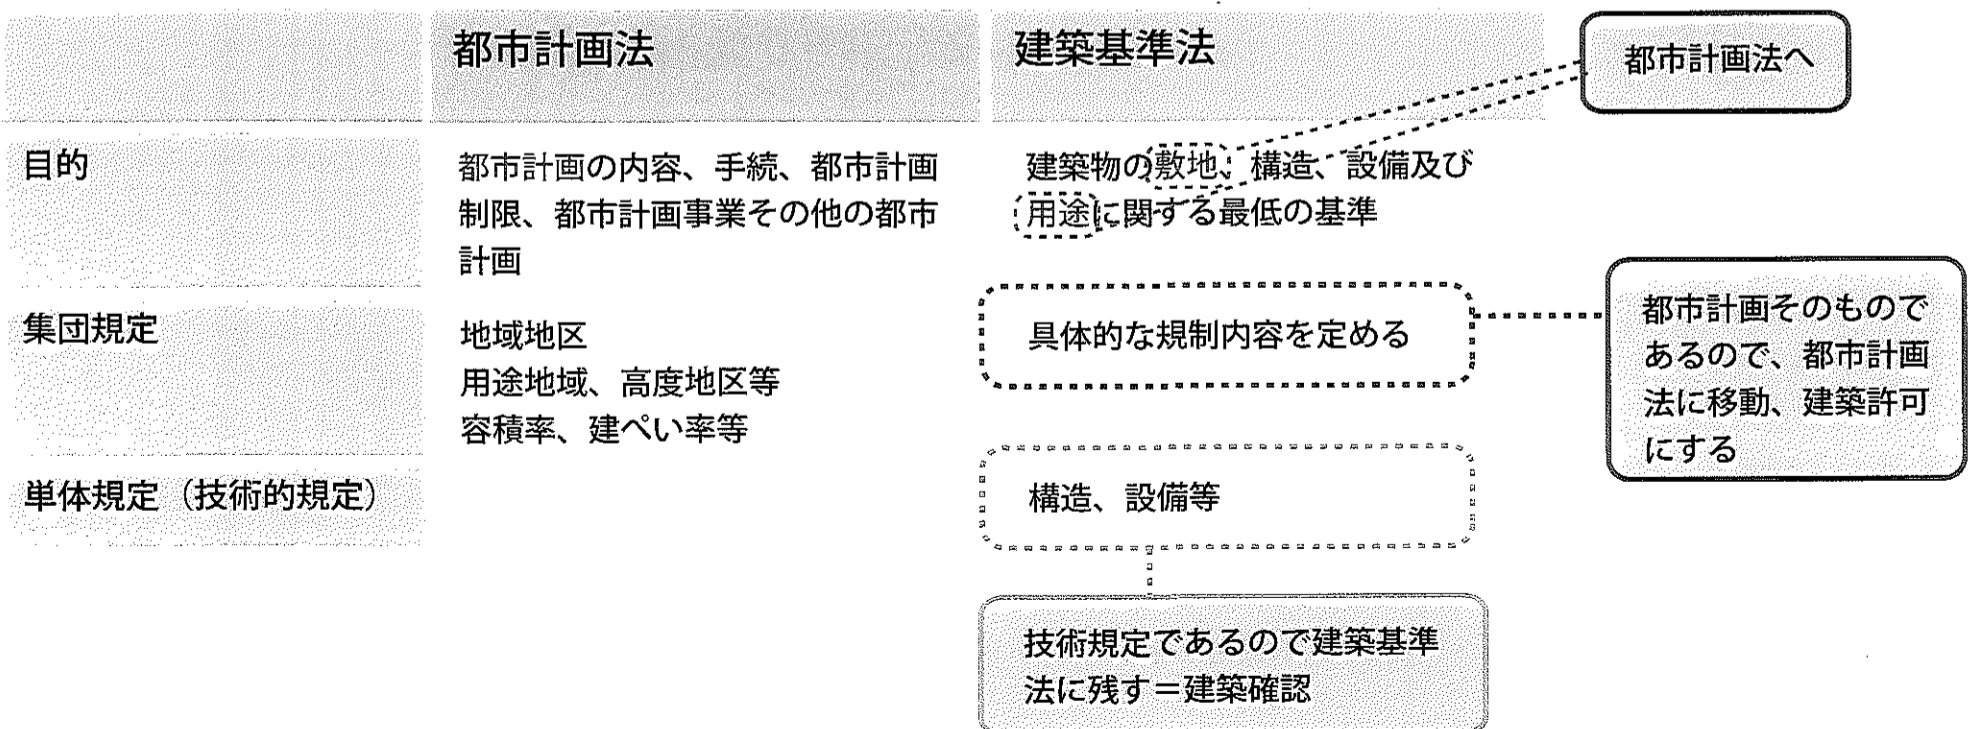 都市計画法
建築基準法
都市計画法へ
目的
都市計画の内容、手続、都市計画
制限、都市計画事業その他の都市
計画
建築物の敷地、構造、設備及び
用途に関する最低の基準
集団規定
地域地区
用途地域、高度地区等
容積率、建ぺい率等
具体的な規制内容を定める
都市計画そのもので
あるので、都市計画
法に移動、建築許可
にする
単体規定（技術的規定）
構造、設備等
技術規定であるので建築基準
法に残す＝建築確認